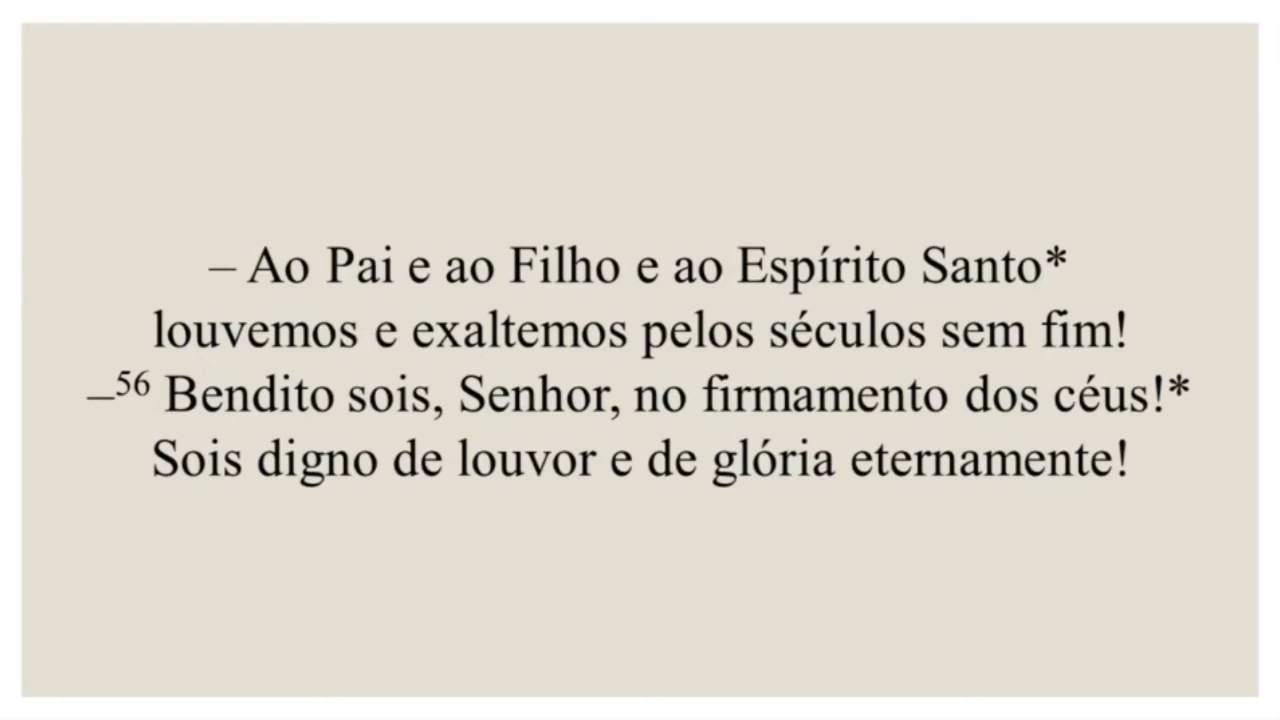 – Ao Pai e ao Filho e ao Espírito Santo*
louvemos e exaltemos pelos séculos sem fim!
–⁵⁶ Bendito sois, Senhor, no firmamento dos céus!*
Sois digno de louvor e de glória eternamente!